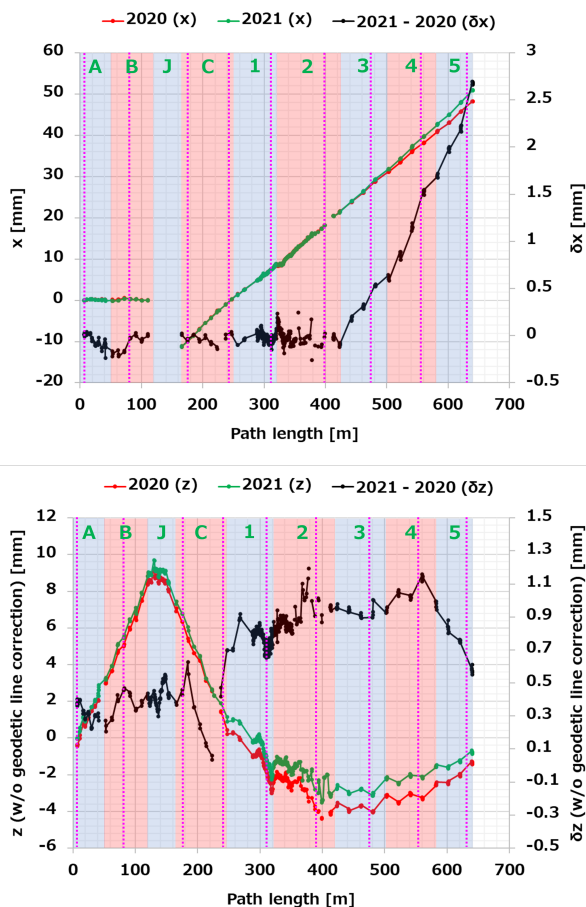 2020 (x) 2021 (x) 2021 - 2020 (δx)
60 3
A B J C 1 2 3 4 5
50 2.5
40 2
30 1.5
20 1
10 0.5
0 0
-10
-20 -0.5
x [mm]
δx [mm]
0 100 200 300 400 500 600 700
Path length [m]
2020 (z) 2021 (z) 2021 - 2020 (δz)
12 1.5
A B J C 1 2 3 4 5
10 1.3
8 1.1
6 0.9
4 0.7
2 0.5
0 0.3
-2 0.1
-4 -0.1
-6 -0.3
-0.5
z (w/o geodetic line correction) [mm]
δz (w/o geodetic line correction) [mm]
0 100 200 300 400 500 600 700
Path length [m]